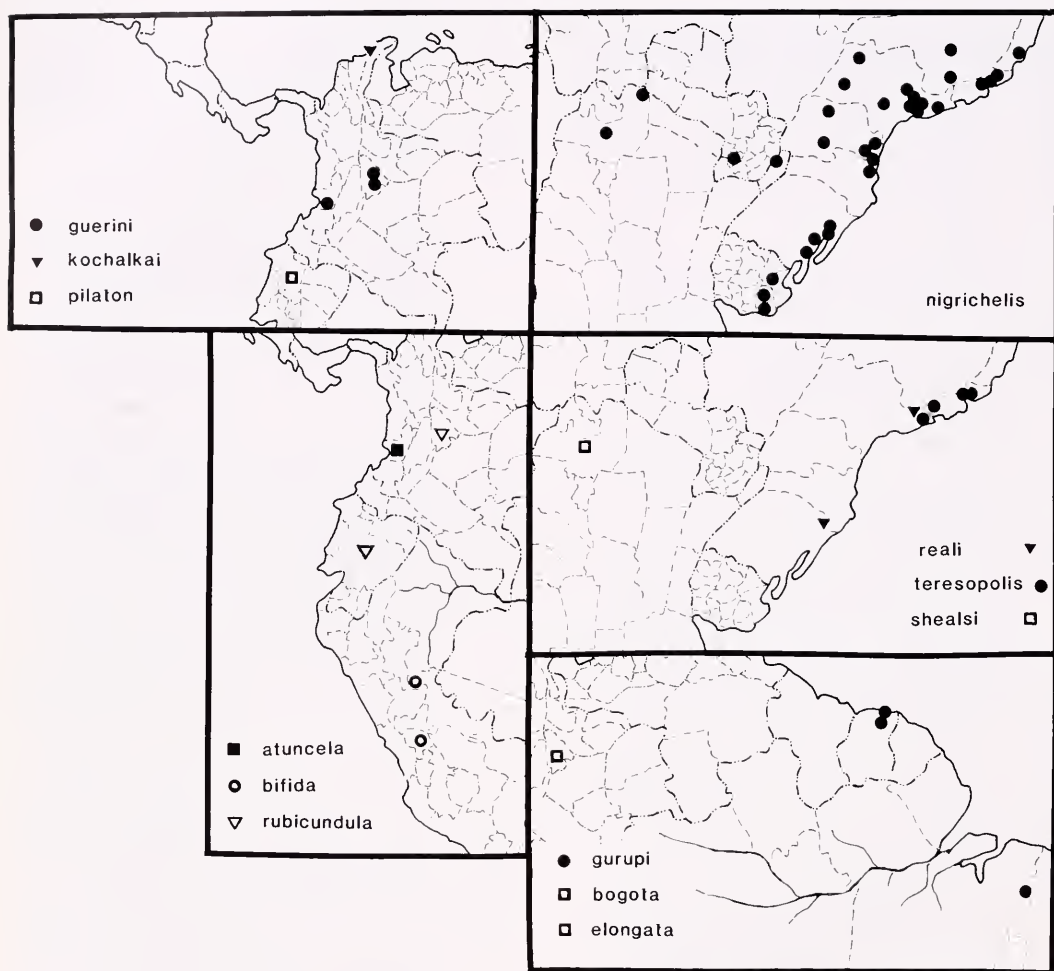 guerini
kochalkai
pilaton
nigrichelis
atuncela
bifida
rubicundula
reali
teresopolis
shealsi
gurupi
bogota
elongata